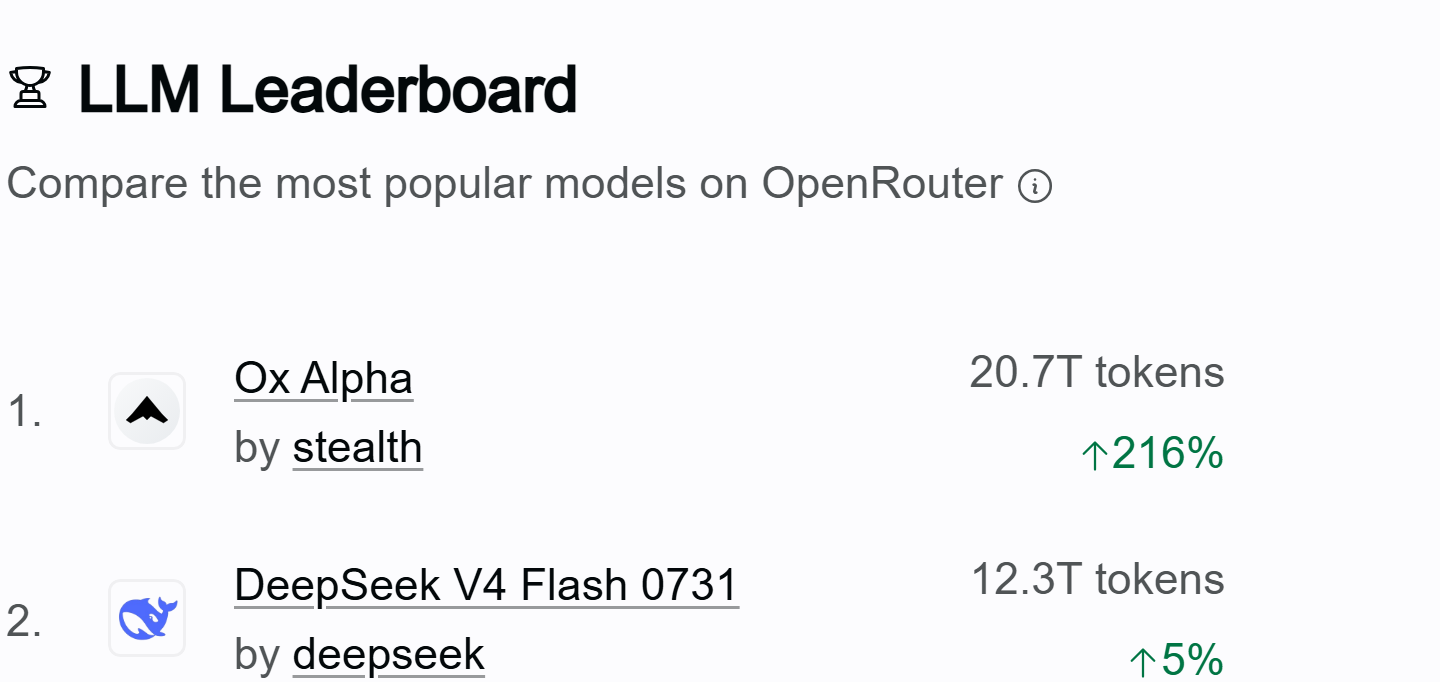 LLM Leaderboard
Compare the most popular models on OpenRouter
1.
Ox Alpha
by stealth
20.7T tokens
↑216%
2.
DeepSeek V4 Flash 0731
by deepseek
12.3T tokens
↑5%